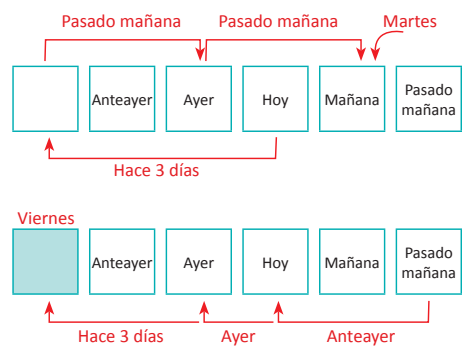 Pasado mañana
Pasado mañana
Martes
Anteayer
Ayer
Hoy
Mañana
Pasado
mañana
Hace 3 días
Viernes
Anteayer
Ayer
Hoy
Mañana
Pasado
mañana
Hace 3 días
Ayer
Anteayer